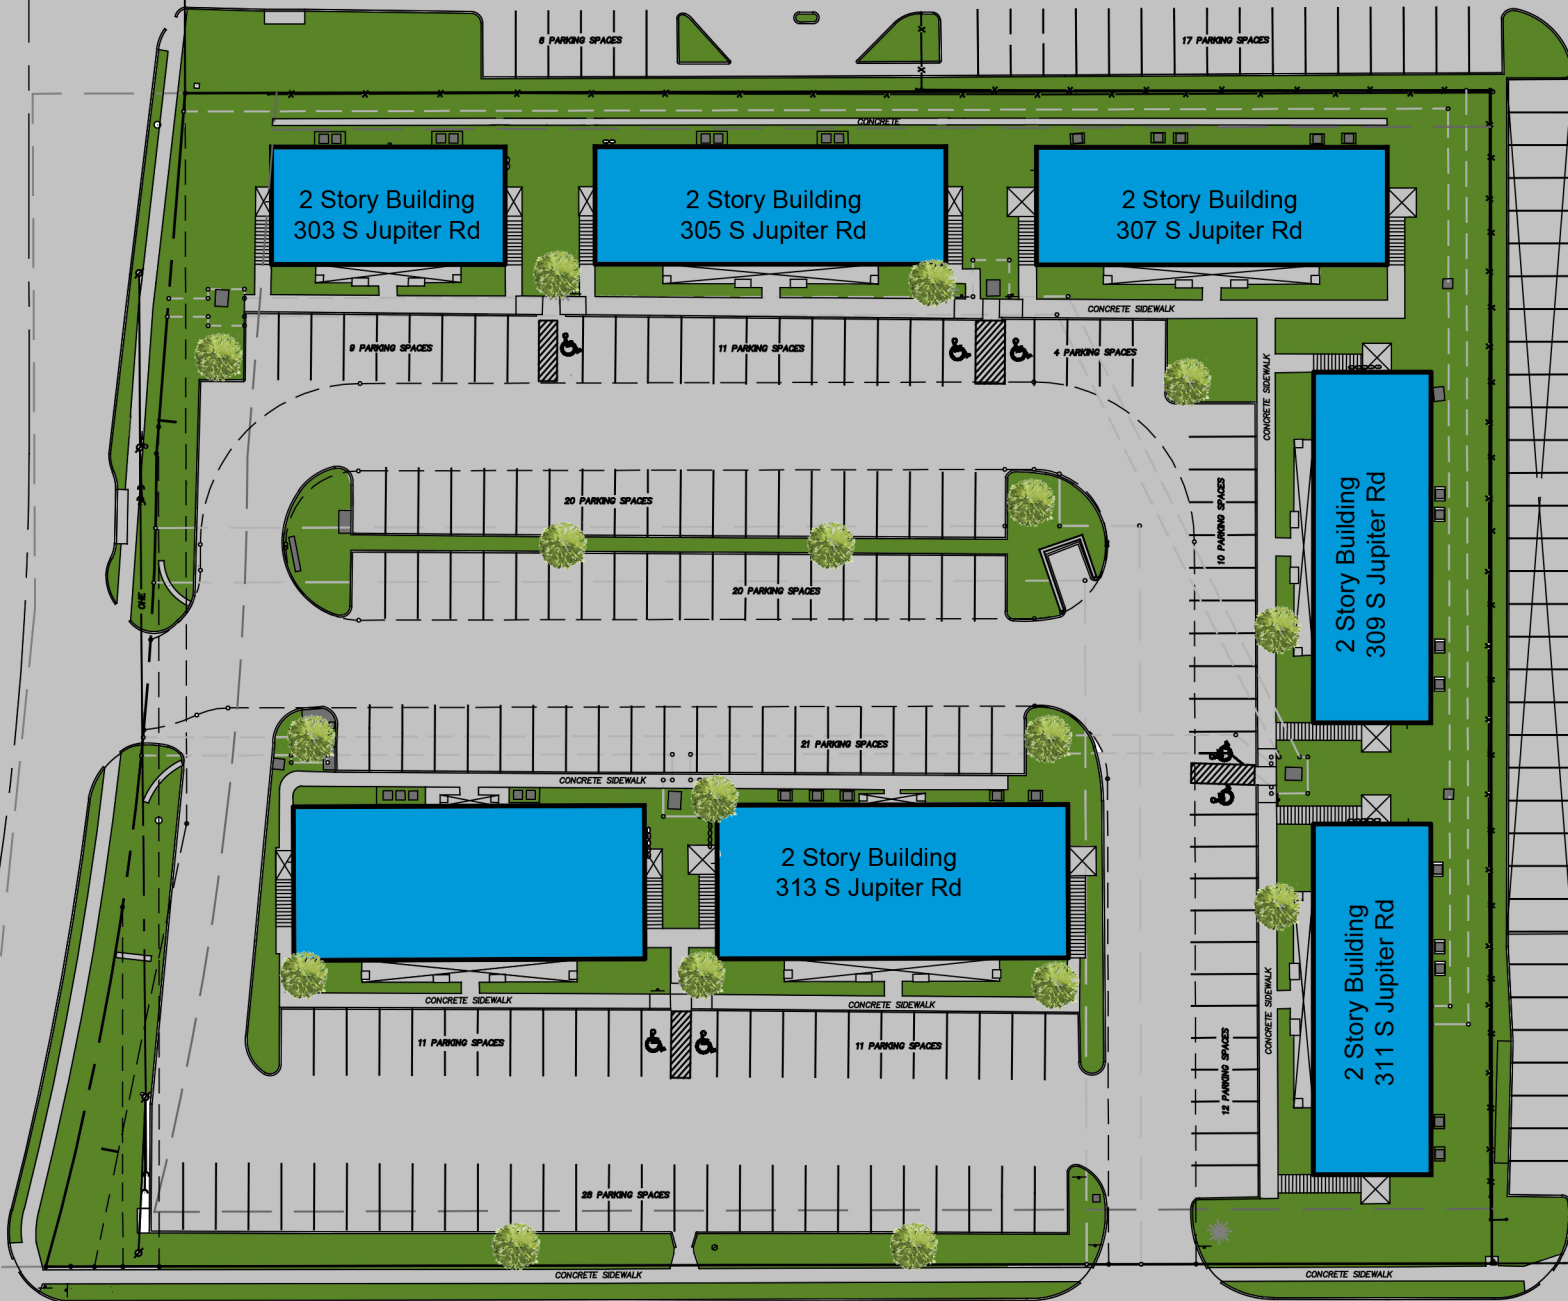 6 PARKING SPACES
17 PARKING SPACES
CONCRETE
2 Story Building
303 S Jupiter Rd
2 Story Building
305 S Jupiter Rd
2 Story Building
307 S Jupiter Rd
CONCRETE SIDEWALK
9 PARKING SPACES
11 PARKING SPACES
4 PARKING SPACES
CONCRETE SIDEWALK
20 PARKING SPACES
10 PARKING SPACES
2 Story Building
309 S Jupiter Rd
20 PARKING SPACES
OHE
21 PARKING SPACES
CONCRETE SIDEWALK
2 Story Building
313 S Jupiter Rd
2 Story Building
311 S Jupiter Rd
CONCRETE SIDEWALK
CONCRETE SIDEWALK
CONCRETE SIDEWALK
11 PARKING SPACES
11 PARKING SPACES
12 PARKING SPACES
28 PARKING SPACES
CONCRETE SIDEWALK
CONCRETE SIDEWALK